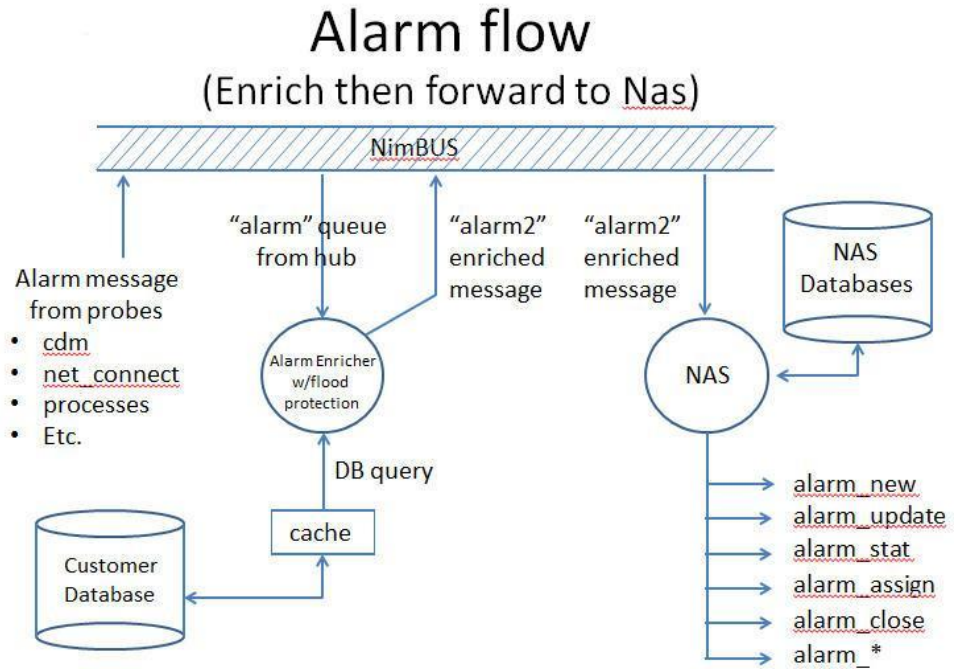 Alarm flow
(Enrich then forward to Nas)
NimBUS
"alarm" queue
from hub
"alarm2"
enriched
message
"alarm2"
enriched
message
NAS
Databases
Alarm message
from probes
• cdm
• net_connect
• processes
• Etc.
Alarm Enricher
w/flood
protection
NAS
DB query
cache
Customer
Database
alarm_new
alarm_update
alarm_stat
alarm_assign
alarm_close
alarm_*